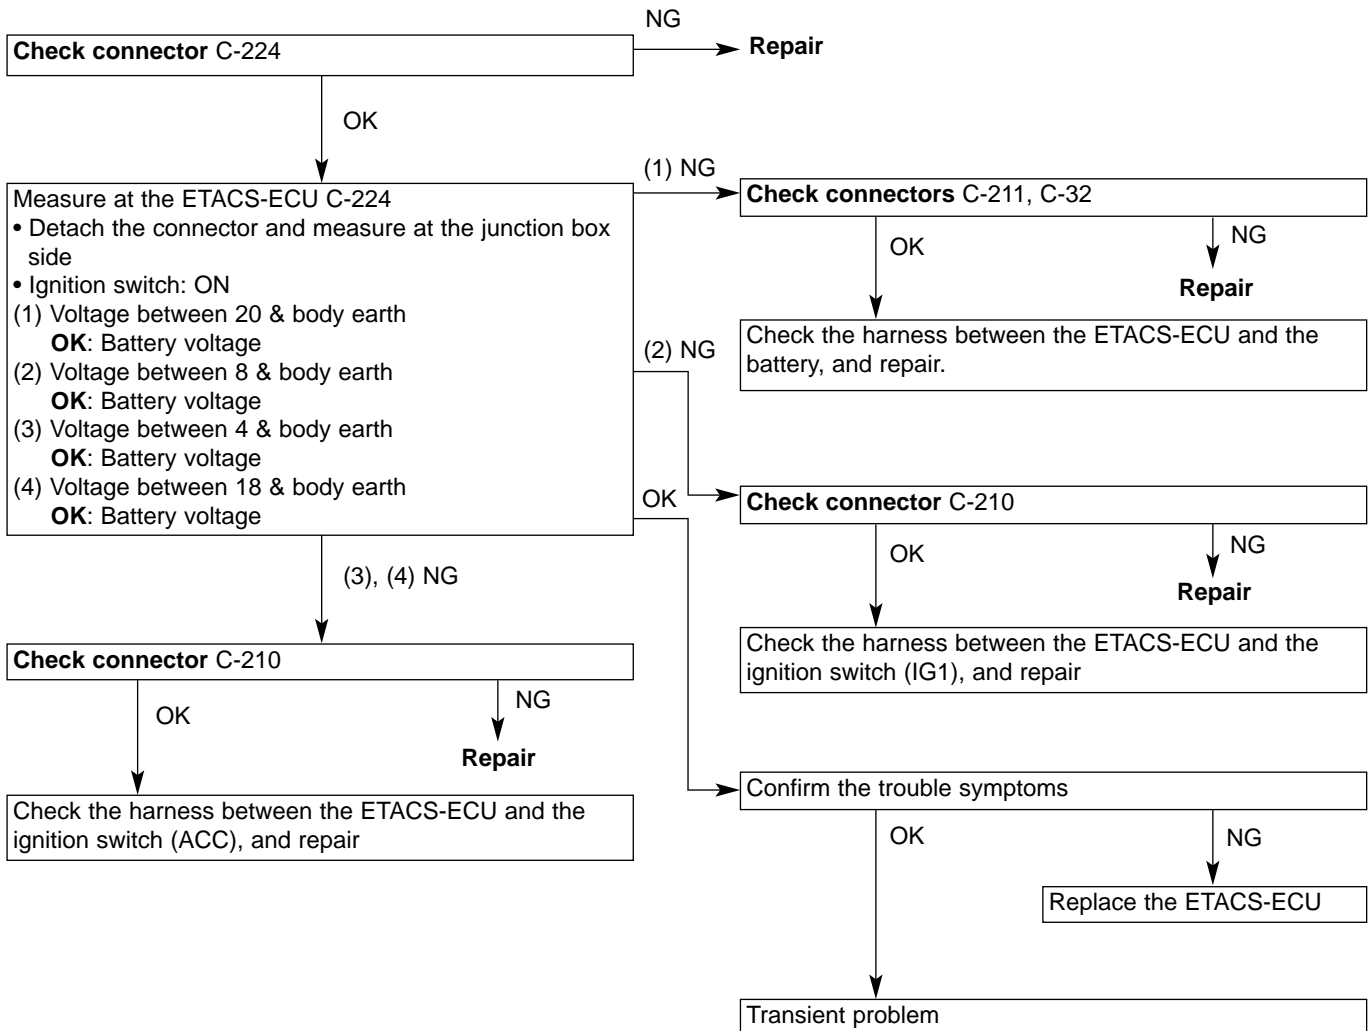 NG
Check connector C-224
Repair
OK
Measure at the ETACS-ECU C-224
• Detach the connector and measure at the junction box
side
• Ignition switch: ON
(1) Voltage between 20 & body earth
OK: Battery voltage
(2) Voltage between 8 & body earth
OK: Battery voltage
(3) Voltage between 4 & body earth
OK: Battery voltage
(4) Voltage between 18 & body earth
OK: Battery voltage
(1) NG
Check connectors C-211, C-32
OK
NG
Repair
Check the harness between the ETACS-ECU and the
battery, and repair.
(2) NG
Check connector C-210
OK
NG
Repair
Check the harness between the ETACS-ECU and the
ignition switch (IG1), and repair
(3), (4) NG
Check connector C-210
OK
NG
Repair
Check the harness between the ETACS-ECU and the
ignition switch (ACC), and repair
OK
Confirm the trouble symptoms
OK
NG
Replace the ETACS-ECU
Transient problem